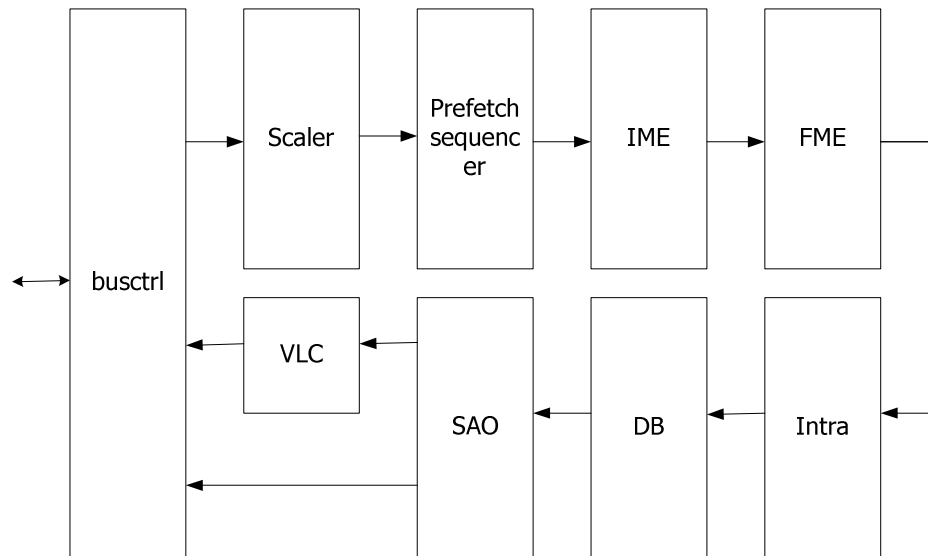 Scaler
Prefetch
sequenc
er
IME
FME
busctrl
VLC
SAO
DB
Intra